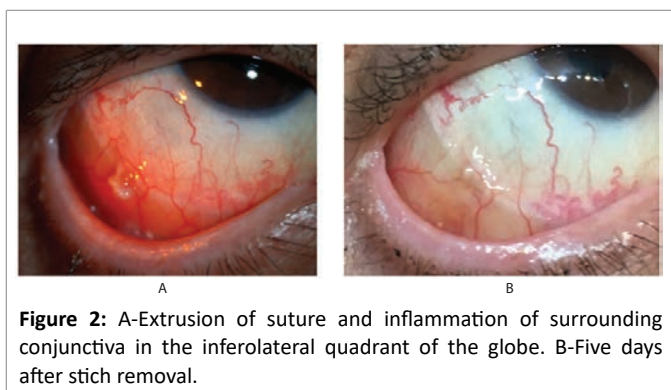 A
B
Figure 2: A-Extrusion of suture and inflammation of surrounding
conjunctiva in the inferolateral quadrant of the globe. B-Five days
after stich removal.